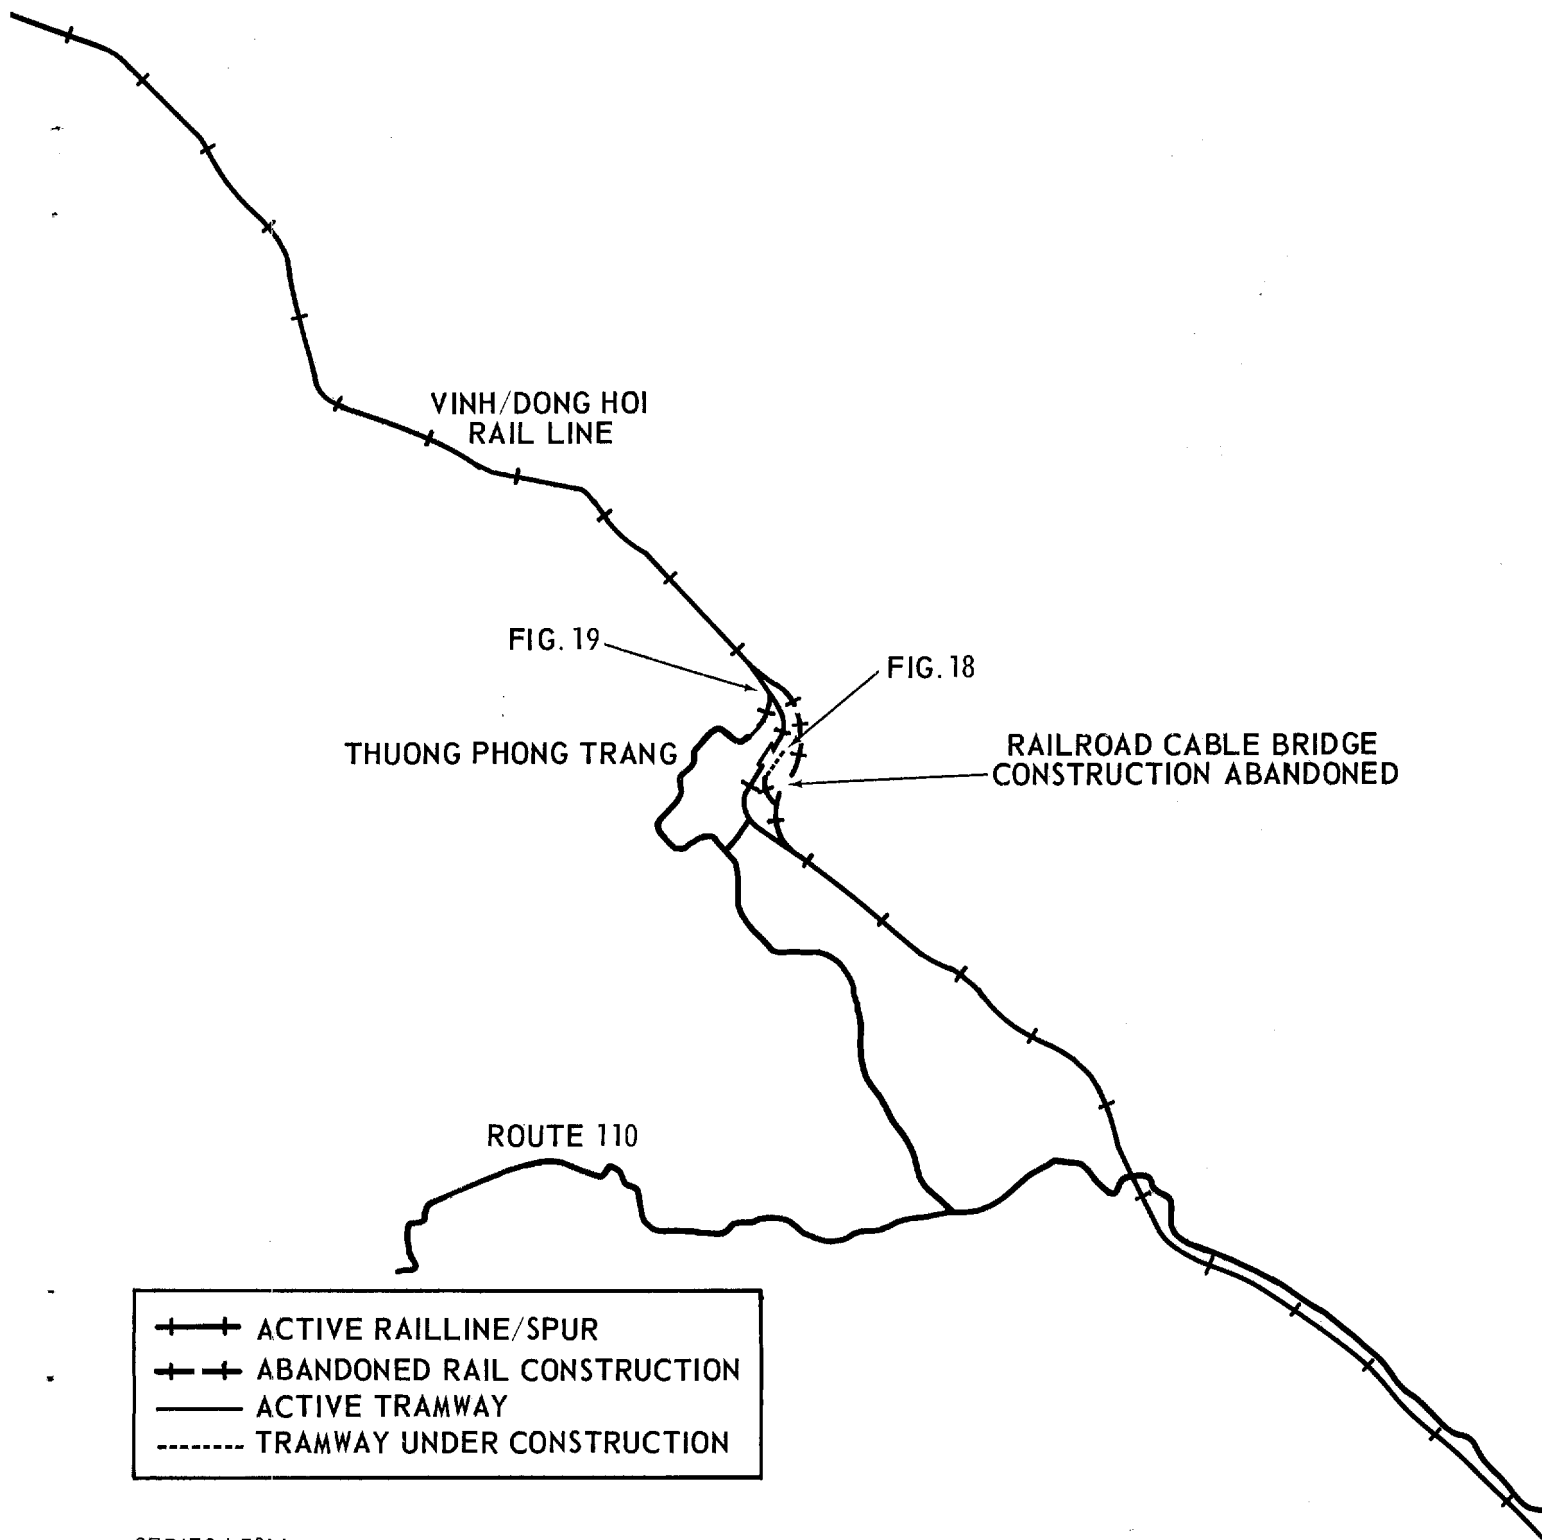 VINH/DONG HOI
RAIL LINE
FIG. 19
FIG. 18
THUONG PHONG TRANG
RAILROAD CABLE BRIDGE
CONSTRUCTION ABANDONED
ROUTE 110
ACTIVE RAILLINE/SPUR
ABANDONED RAIL CONSTRUCTION
ACTIVE TRAMWAY
TRAMWAY UNDER CONSTRUCTION